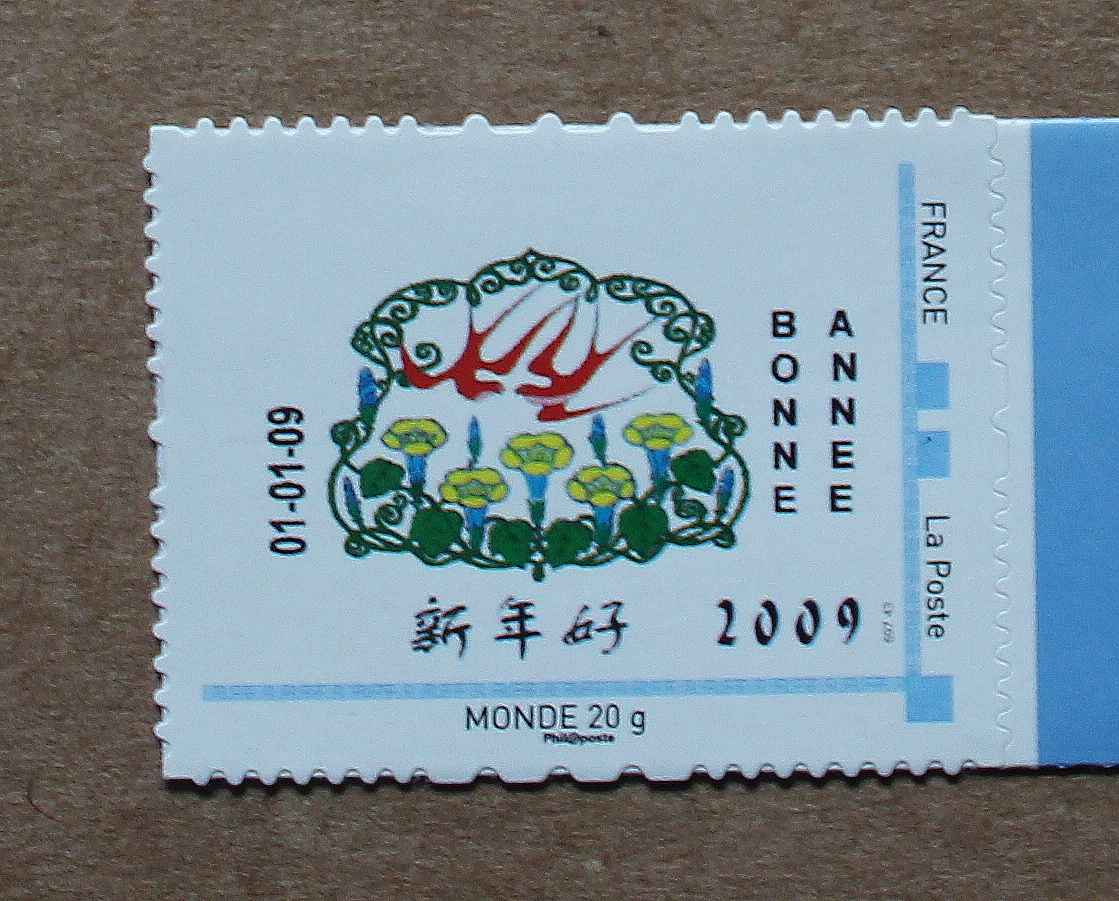 FRANCE
La Poste
BONNE
ANNEE
01-01-09
新年好 2009
MONDE 20 g
Phil@poste